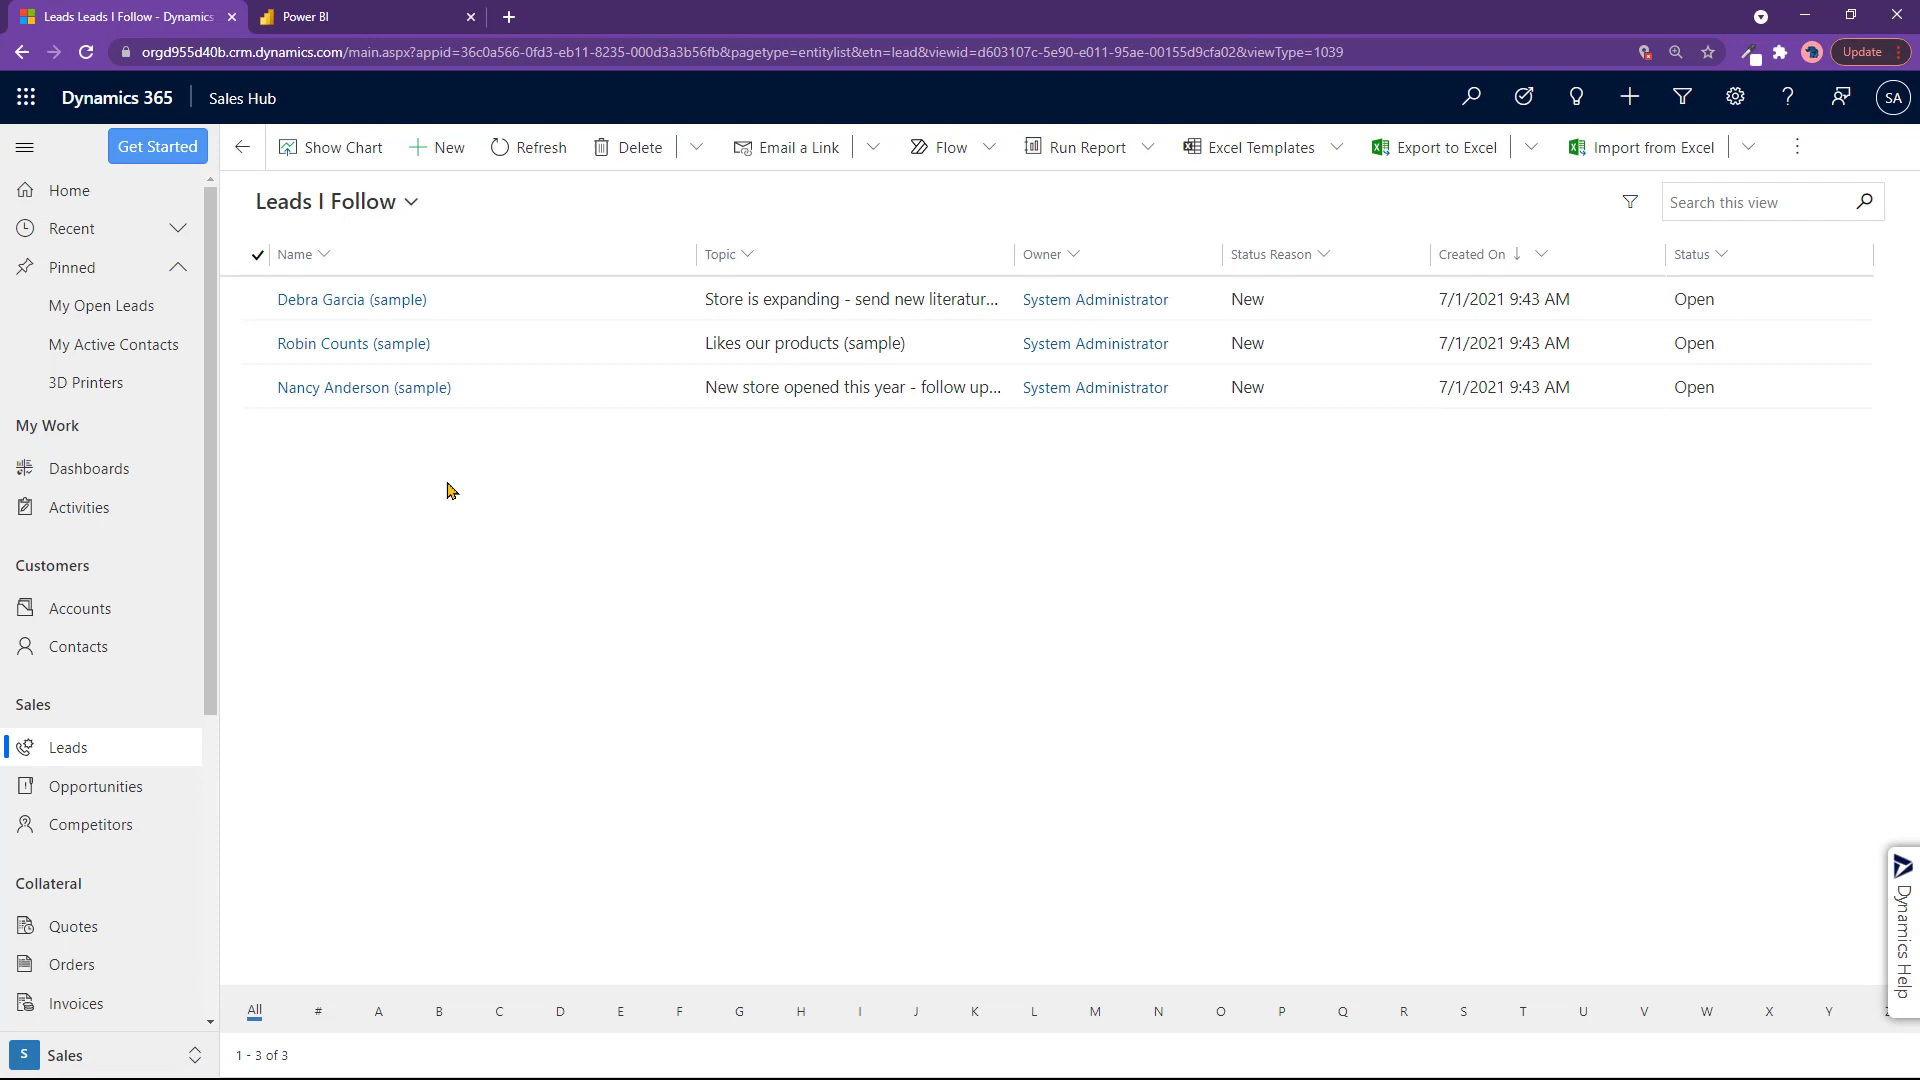 Leads Leads I Follow - Dynamics
Power BI
orgd955d40b.crm.dynamics.com/main.aspx?appid=36c0a566-0fd3-eb11-8235-000d3a3b56fb&pagetype=entitylist&etn=lead&viewid=d603107c-5e90-e011-95ae-00155d9cfa02&viewType=1039
Update
Dynamics 365
Sales Hub
SA
Get Started
Show Chart
New
Refresh
Delete
Email a Link
Flow
Run Report
Excel Templates
Export to Excel
Import from Excel
Home
Recent
Pinned
My Open Leads
My Active Contacts
3D Printers
My Work
Dashboards
Activities
Customers
Accounts
Contacts
Sales
Leads
Opportunities
Competitors
Collateral
Quotes
Orders
Invoices
S Sales
Leads I Follow
Search this view
Name Topic Owner Status Reason Created On Status
Debra Garcia (sample) Store is expanding - send new literatur... System Administrator New 7/1/2021 9:43 AM Open
Robin Counts (sample) Likes our products (sample) System Administrator New 7/1/2021 9:43 AM Open
Nancy Anderson (sample) New store opened this year - follow up... System Administrator New 7/1/2021 9:43 AM Open
Dynamics Help
All # A B C D E F G H I J K L M N O P Q R S T U V W X Y
1 - 3 of 3